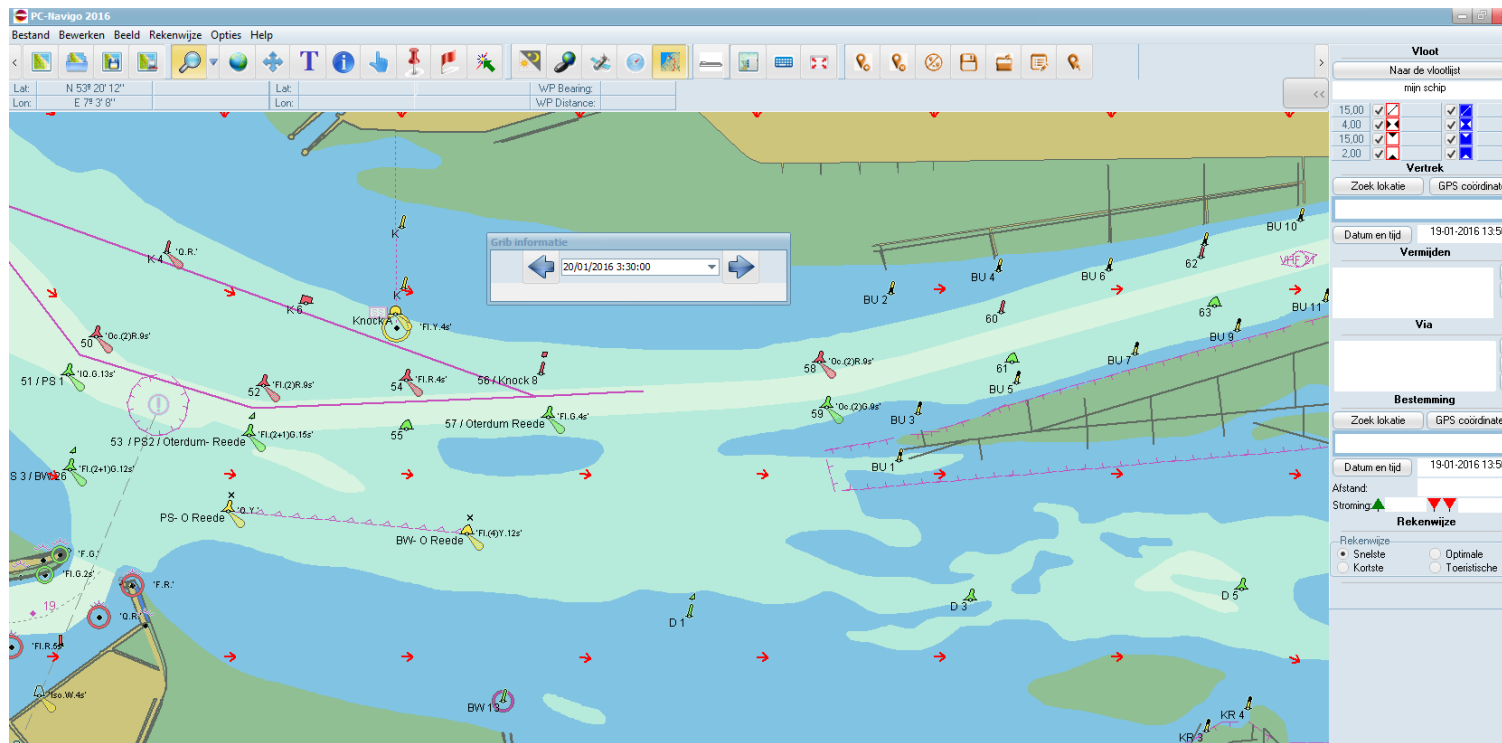 PC-Navigo 2016
Bestand Bewerken Beeld Rekenwijze Opties Help
Lat: N 53º 20' 12'' Lat: WP Bearing:
Lon: E 7º 3' 8'' Lon: WP Distance:
<<
Vloot
Naar de vlootlijst
mijn schip
15,00
4,00
15,00
2,00
Vertrek
Zoek lokatie GPS coördinate
Datum en tijd 19-01-2016 13:5
Vermijden
Via
Bestemming
Zoek lokatie GPS coördinate
Datum en tijd 19-01-2016 13:5
Afstand:
Stroming:
Rekenwijze
Rekenwijze
Snelste Optimale
Kortste Toeristische
Grib informatie
20/01/2016 3:30:00
K
BU 10
K 4 'Q.R.'
62
VHF 21
BU 4
BU 6
K
BU 2
K 6
Knock A
'Fl.Y.4s'
60
63
BU 11
50 'Oc.(2)R.9s'
BU 9
51 / PS 1 'IQ.G.13s'
BU 7
52 'Fl.(2)R.9s'
54 'Fl.R.4s'
56 / Knock 8
58 'Oc.(2)R.9s'
61
BU 5
53 / PS2 / Oterdum- Reede 'Fl.(2+1)G.15s'
55
57 / Oterdum Reede 'Fl.G.4s'
59 'Oc.(2)G.9s'
BU 3
S 3 / BW 26 'Fl.(2+1)G.12s'
BU 1
PS- O Reede 'Q.Y.'
BW- O Reede 'Fl.(4)Y.12s'
'F.G.'
'Fl.G.2s'
'F.R.'
19
'Q.R.'
'Fl.R.5s'
D 1
D 3
D 5
'Iso.W.4s'
BW 13
KR 4
KR 3